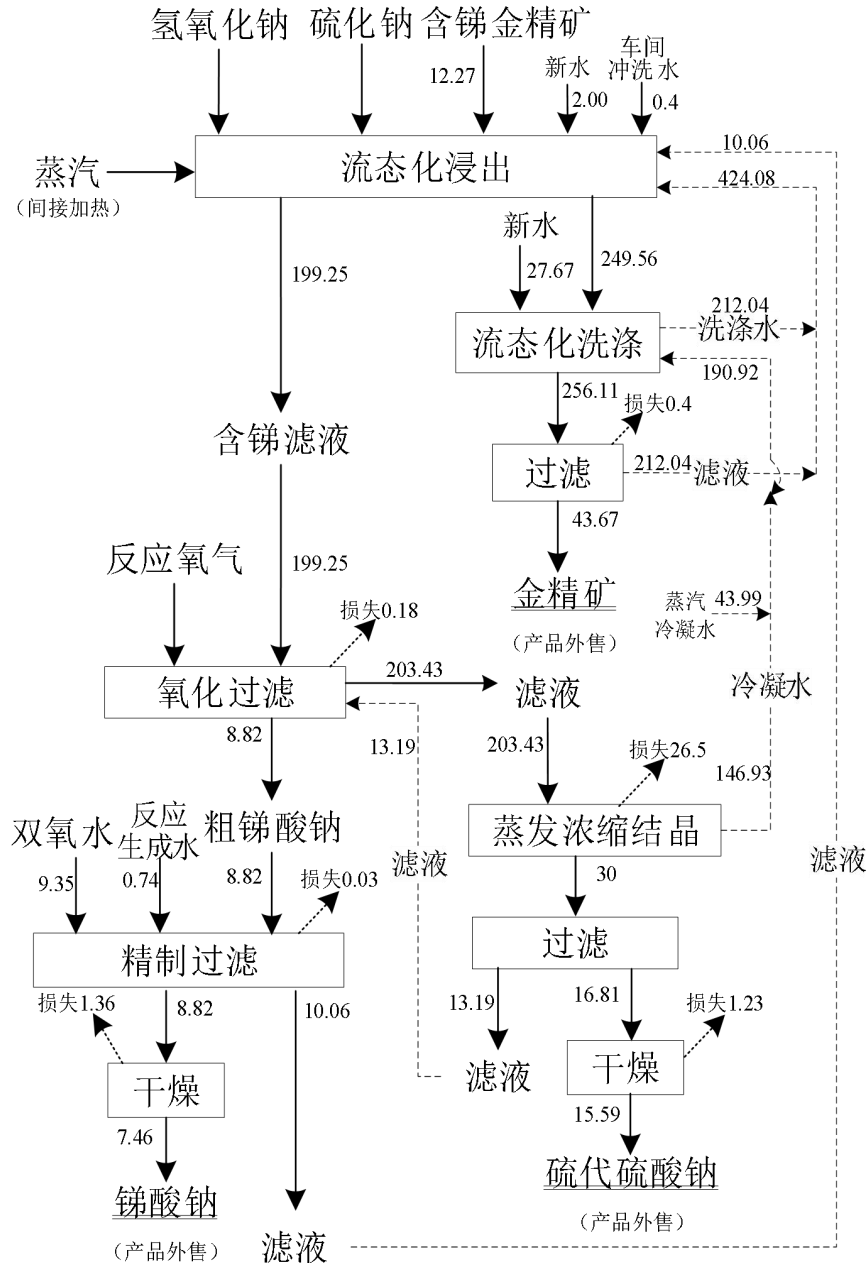 氢氧化钠
硫化钠
含锑金精矿
12.27
新水
2.00
车间
冲洗水
0.4
蒸汽
(间接加热)
流态化浸出
10.06
424.08
199.25
新水
27.67
249.56
流态化洗涤
212.04
洗涤水
190.92
256.11
损失0.4
含锑滤液
过滤
212.04
滤液
43.67
金精矿
(产品外售)
反应氧气
199.25
损失0.18
蒸汽
冷凝水
43.99
氧化过滤
203.43
滤液
冷凝水
8.82
13.19
203.43
损失26.5
146.93
双氧水
反应
生成水
粗锑酸钠
蒸发浓缩结晶
滤液
滤液
9.35
0.74
8.82
损失0.03
30
精制过滤
过滤
损失1.36
8.82
10.06
13.19
16.81
损失1.23
干燥
滤液
干燥
7.46
15.59
锑酸钠
(产品外售)
滤液
硫代硫酸钠
(产品外售)